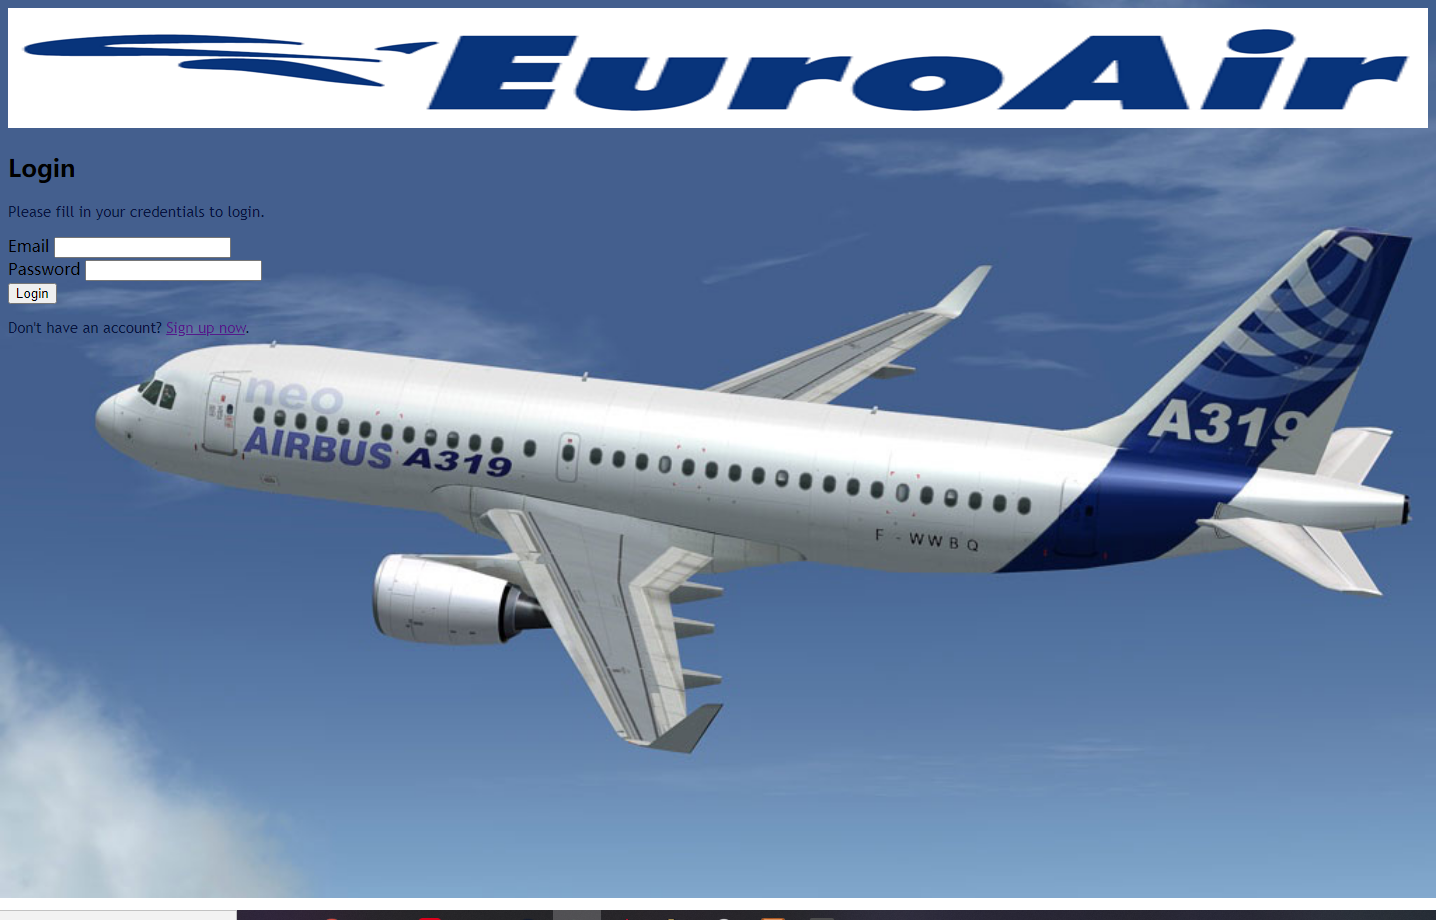 EuroAir
Login
Please fill in your credentials to login.
Email
Password
Login
Don't have an account? Sign up now.
neo
AIRBUS A319
A319
F - WWBQ